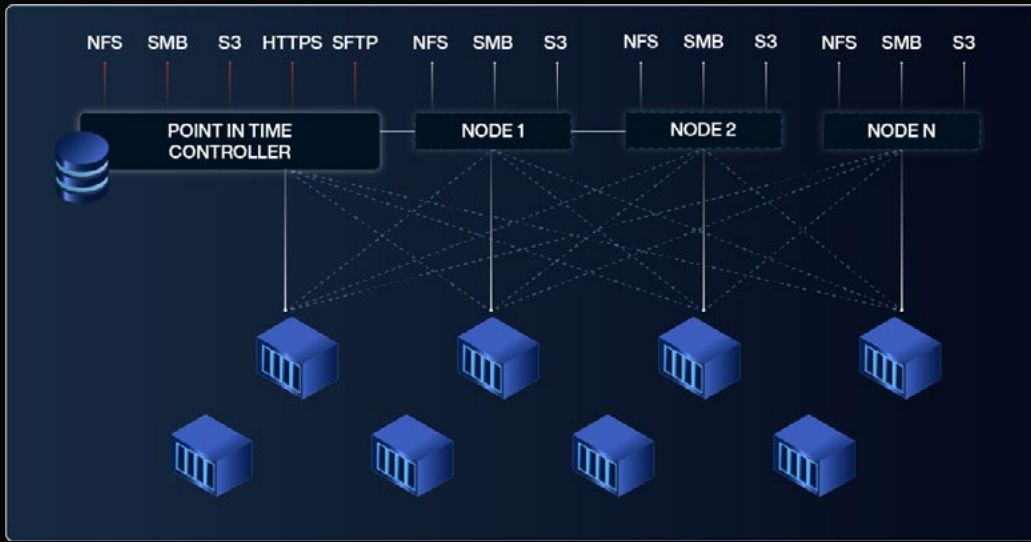 NFS SMB S3 HTTPS SFTP NFS SMB S3 NFS SMB S3 NFS SMB S3
POINT IN TIME
CONTROLLER
NODE 1
NODE 2
NODE N